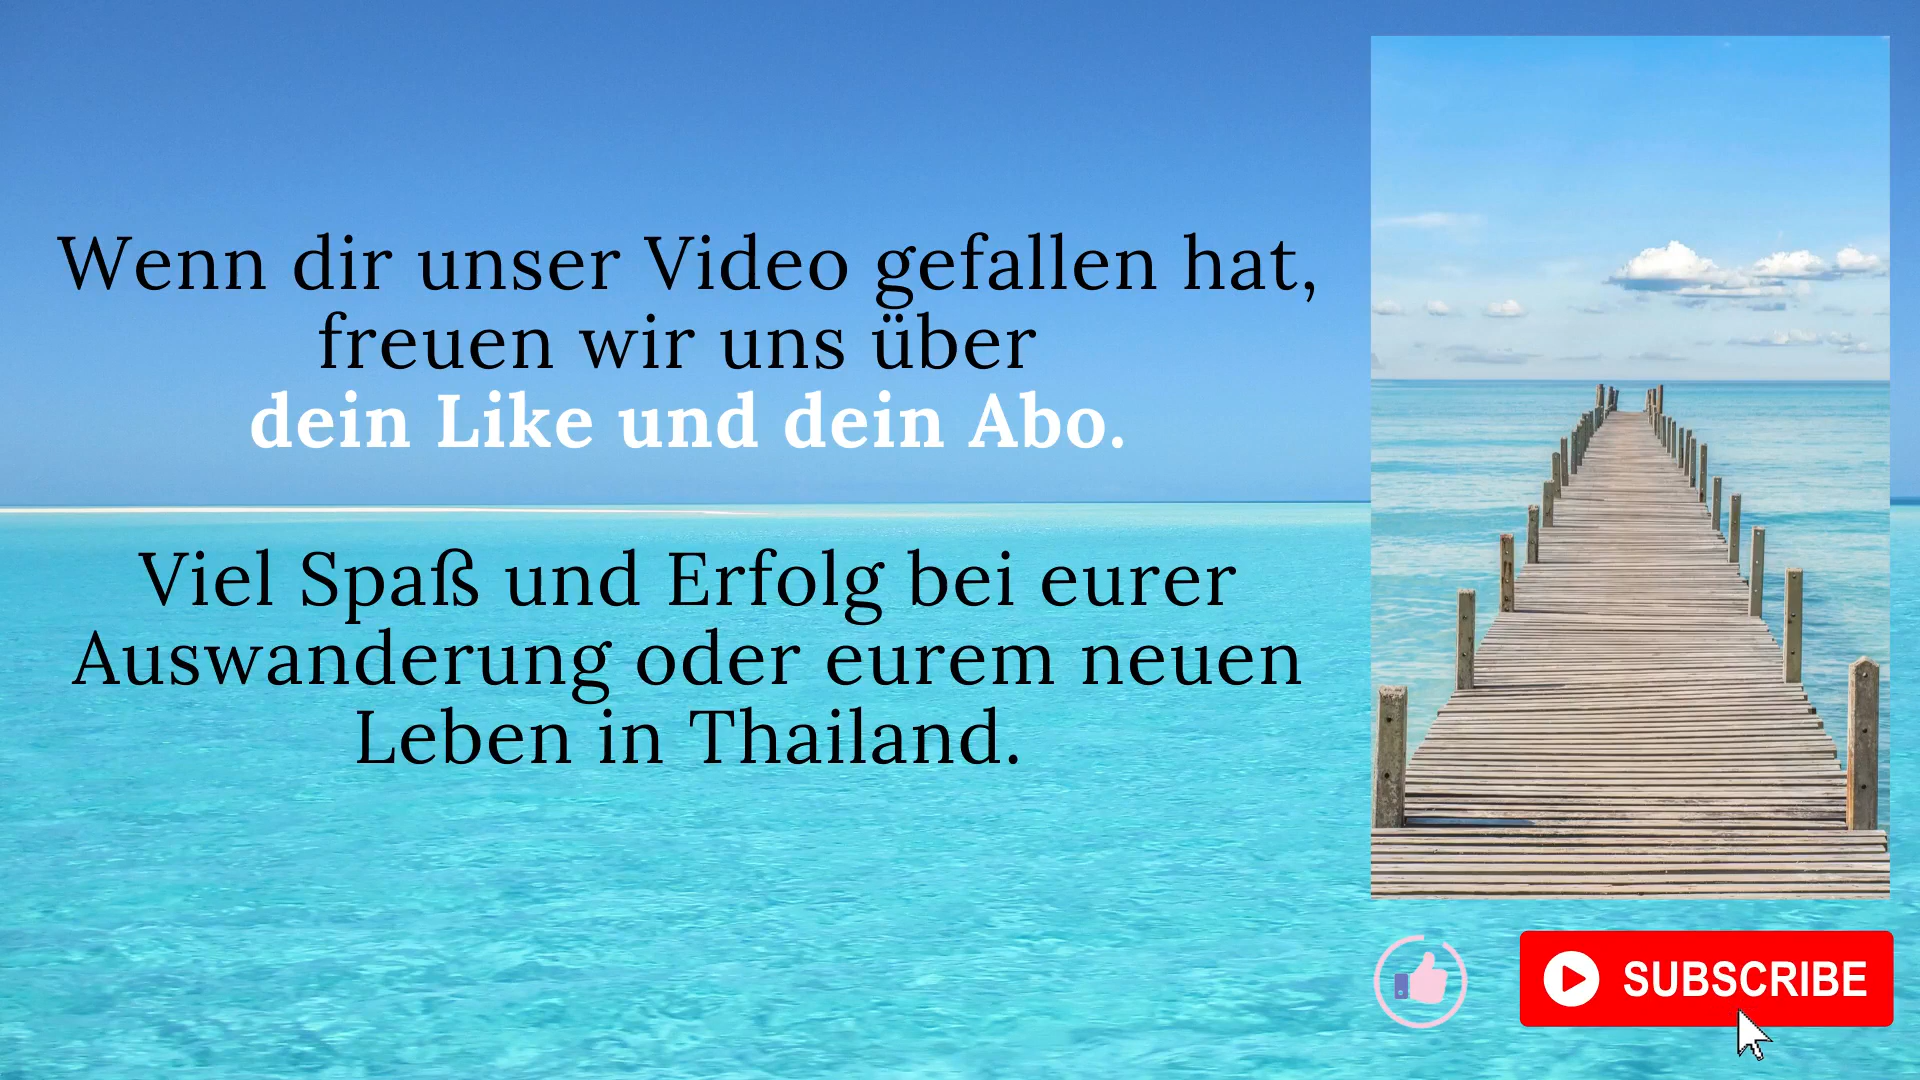 Wenn dir unser Video gefallen hat,
freuen wir uns über
dein Like und dein Abo.
Viel Spaß und Erfolg bei eurer
Auswanderung oder eurem neuen
Leben in Thailand.
SUBSCRIBE